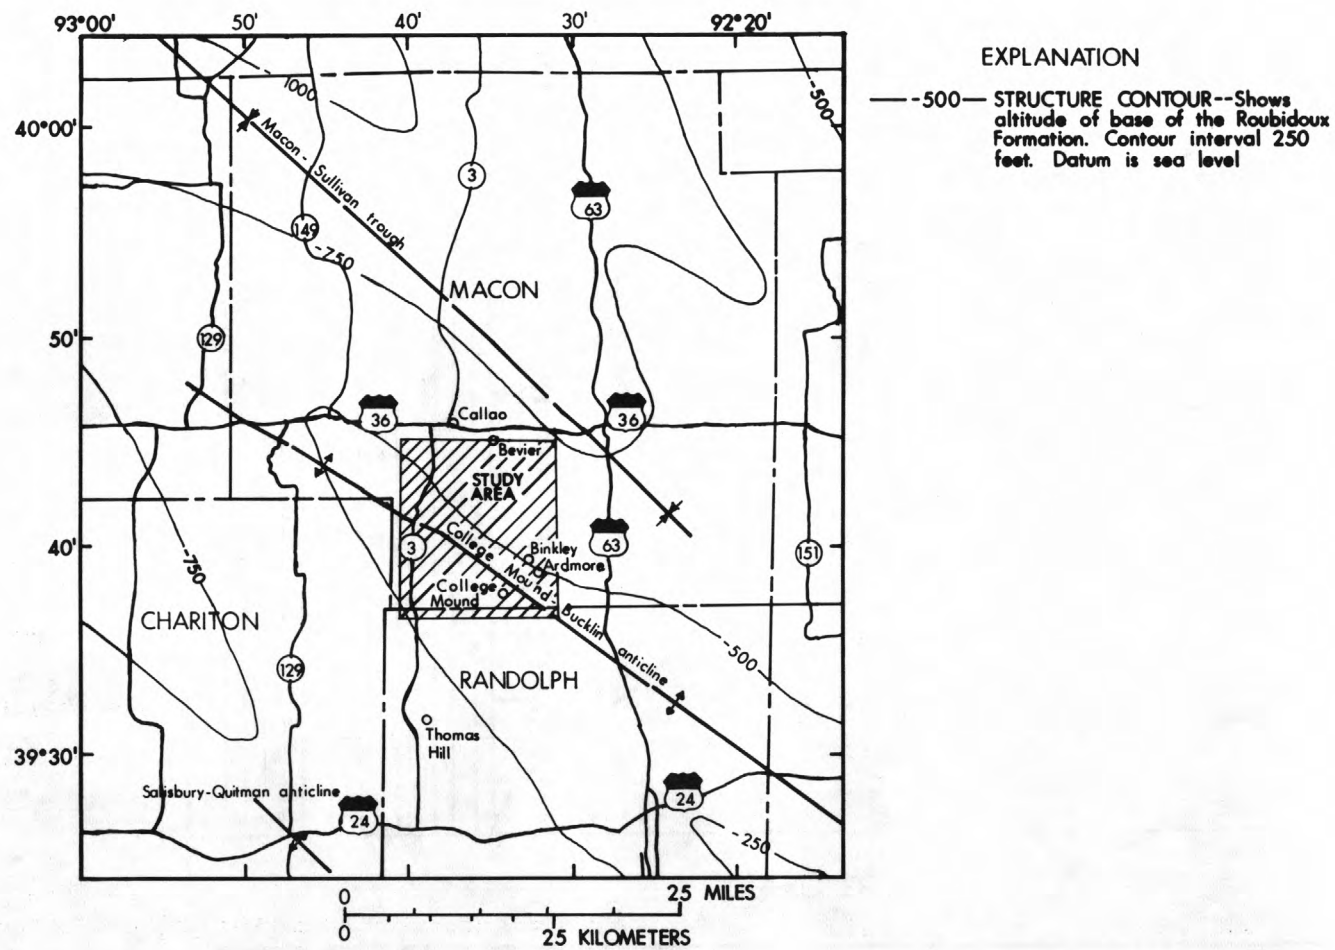 93°00'
50'
40'
30'
92°20'
EXPLANATION
-500
STRUCTURE CONTOUR--Shows
altitude of base of the Roubidoux
Formation. Contour interval 250
feet. Datum is sea level
-1000
-500
40°00'
Macon-Sullivan trough
3
63
149
-750
MACON
50'
129
36
Callao
36
Bevier
STUDY
AREA
40'
3
College Mound-Bucklin anticline
Binkley
Ardmore
63
151
-750
College
Mound
CHARITON
-500
129
RANDOLPH
Thomas
Hill
39°30'
Salisbury-Quitman anticline
24
24
-250
0
25 MILES
0
25 KILOMETERS